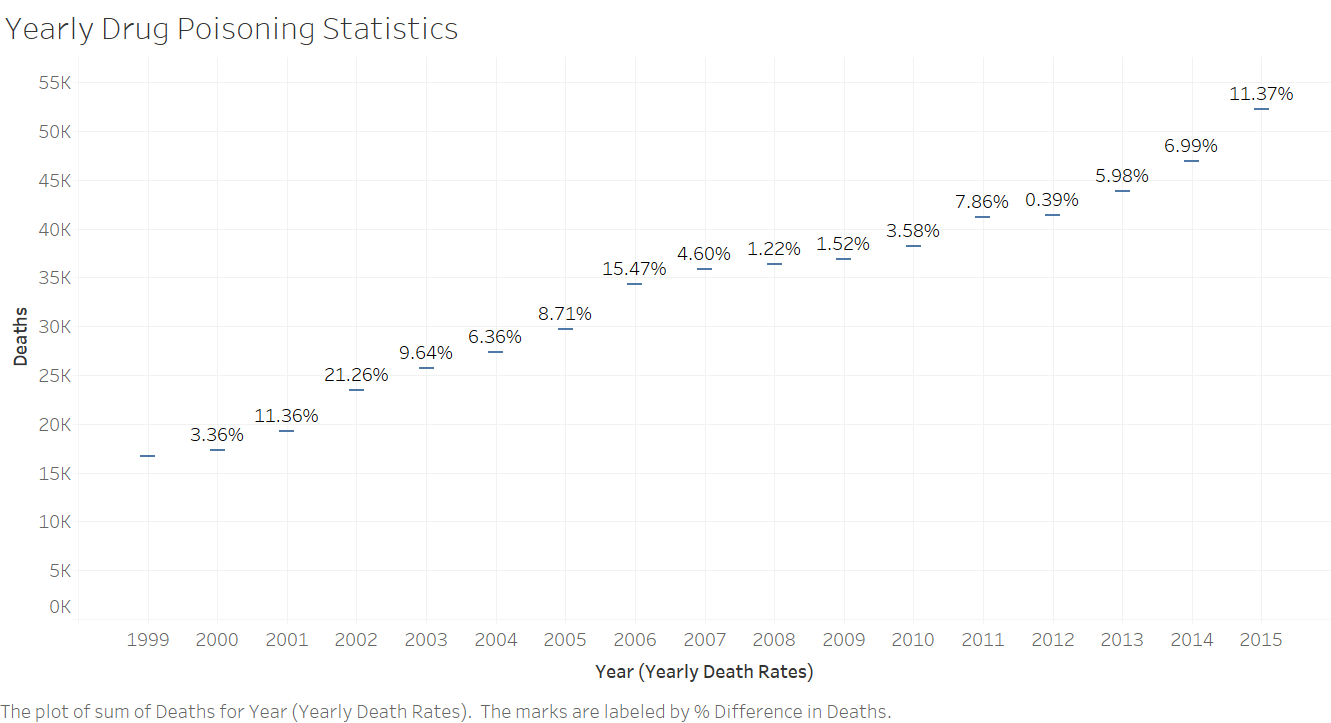 Yearly Drug Poisoning Statistics
55K
11.37%
50K
6.99%
45K
5.98%
7.86% 0.39%
40K
3.58%
1.52%
1.22%
4.60%
35K
15.47%
Deaths
30K
8.71%
6.36%
9.64%
25K
21.26%
20K
11.36%
3.36%
15K
10K
5K
0K
1999 2000 2001 2002 2003 2004 2005 2006 2007 2008 2009 2010 2011 2012 2013 2014 2015
Year (Yearly Death Rates)
The plot of sum of Deaths for Year (Yearly Death Rates).  The marks are labeled by % Difference in Deaths.